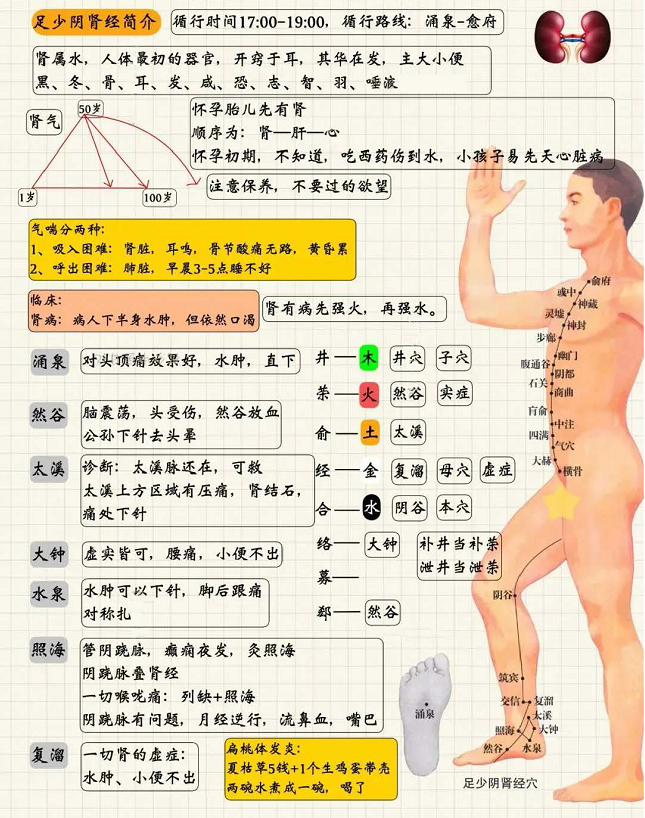 足少阴肾经简介
循行时间17:00-19:00，循行路线：涌泉-愈府
肾属水，人体最初的器官，开窍于耳，其华在发，主大小便
黑、冬、骨、耳、发、咸、恐、志、智、羽、唾液
肾气
50岁
1岁
100岁
怀孕胎儿先有肾
顺序为：肾—肝—心
怀孕初期，不知道，吃西药伤到水，小孩子易先天心脏病
注意保养，不要过的欲望
气喘分两种：
1、吸入困难：肾脏，耳鸣，骨节酸痛无路，黄昏累
2、呼出困难：肺脏，早晨3-5点睡不好
临床：
肾病：病人下半身水肿，但依然口渴
肾有病先强火，再强水。
涌泉
对头顶痛效果好，水肿，直下
然谷
脑震荡，头受伤，然谷放血
公孙下针去头晕
太溪
诊断：太溪脉还在，可救
太溪上方区域有压痛，肾结石，
痛处下针
大钟
虚实皆可，腰痛，小便不出
水泉
水肿可以下针，脚后跟痛
对称扎
照海
管阴跷脉，癫痫夜发，灸照海
阴跷脉叠肾经
一切喉咙痛：列缺+照海
阴跷脉有问题，月经逆行，流鼻血，嘴巴
复溜
一切肾的虚症：
水肿、小便不出
扁桃体发炎：
夏枯草5钱+1个生鸡蛋带壳
两碗水煮成一碗，喝了
井—木 井穴 子穴
荥—火 然谷 实症
俞—土 太溪
经—金 复溜 母穴 虚症
合—水 阴谷 本穴
络—大钟
补井当补荥
泄井当泄荥
募—
郄—然谷
俞府
彧中
神藏
灵墟
神封
步廊
幽门
腹通谷
阴都
石关
商曲
肓俞
中注
四满
气穴
大赫
横骨
阴谷
筑宾
交信
复溜
太溪
照海
大钟
然谷
水泉
涌泉
足少阴肾经穴